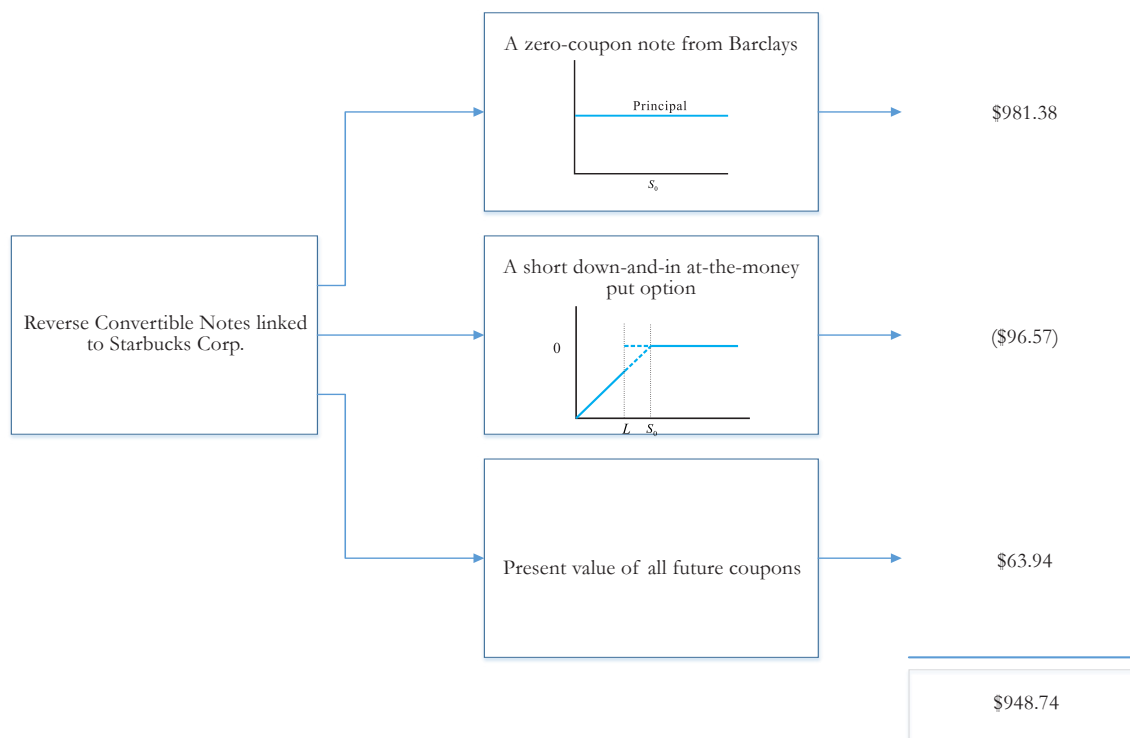 A zero-coupon note from Barclays
Principal
S0
$981.38
Reverse Convertible Notes linked
to Starbucks Corp.
A short down-and-in at-the-money
put option
0
L S0
($96.57)
Present value of all future coupons
$63.94
$948.74